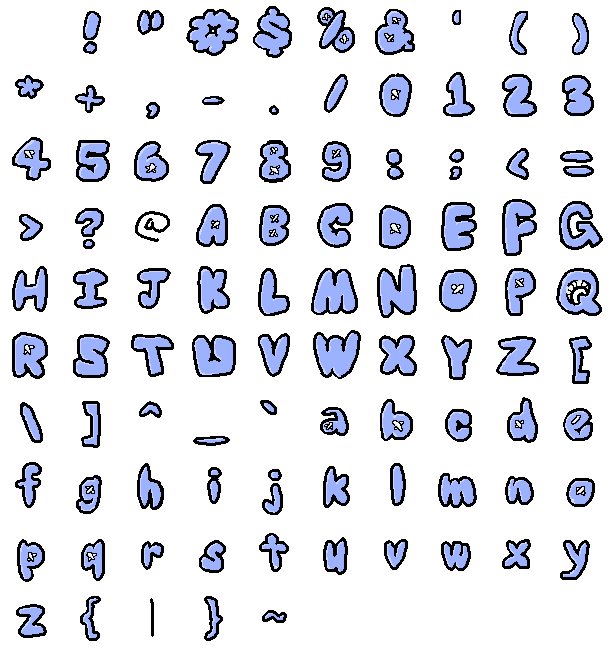 ! " # $ % & ' ( )
* + , - . / 0 1 2 3
4 5 6 7 8 9 : ; < =
> ? @ A B C D E F G
H I J K L M N O P Q
R S T U V W X Y Z [
\ ] ^ _ ` a b c d e
f g h i j k l m n o
p q r s t u v w x y
z { | } ~